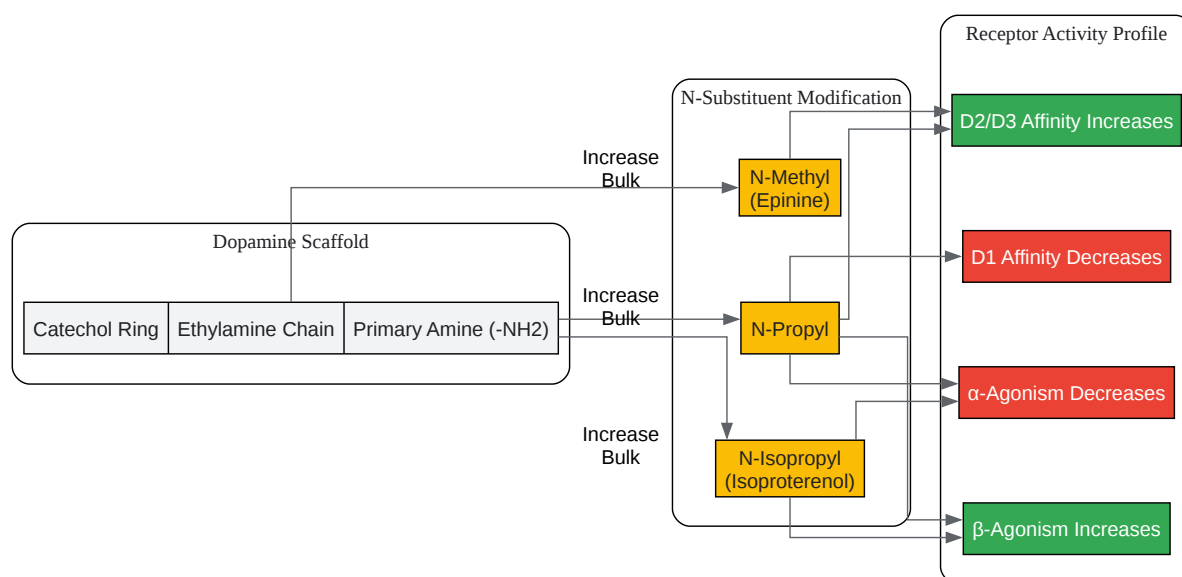 Receptor Activity Profile
N-Substituent Modification
D2/D3 Affinity Increases
Increase
Bulk
N-Methyl
(Epinine)
Dopamine Scaffold
D1 Affinity Decreases
Increase
Bulk
Catechol Ring
Ethylamine Chain
Primary Amine (-NH2)
N-Propyl
α-Agonism Decreases
Increase
Bulk
N-Isopropyl
(Isoproterenol)
β-Agonism Increases